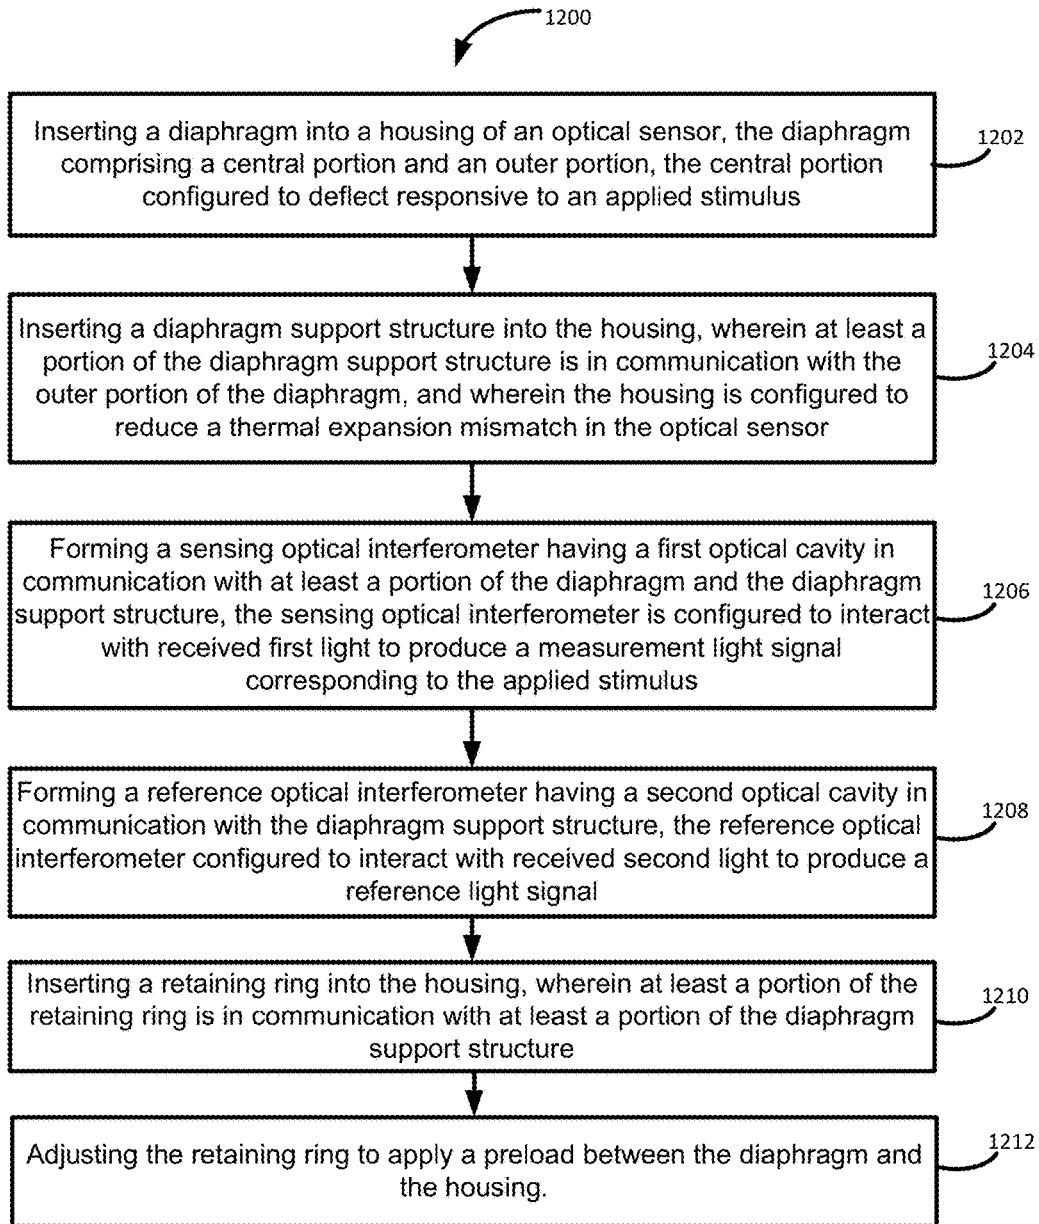 1200
Inserting a diaphragm into a housing of an optical sensor, the diaphragm
comprising a central portion and an outer portion, the central portion
configured to deflect responsive to an applied stimulus
1202
Inserting a diaphragm support structure into the housing, wherein at least a
portion of the diaphragm support structure is in communication with the
outer portion of the diaphragm, and wherein the housing is configured to
reduce a thermal expansion mismatch in the optical sensor
1204
Forming a sensing optical interferometer having a first optical cavity in
communication with at least a portion of the diaphragm and the diaphragm
support structure, the sensing optical interferometer is configured to interact
with received first light to produce a measurement light signal
corresponding to the applied stimulus
1206
Forming a reference optical interferometer having a second optical cavity in
communication with the diaphragm support structure, the reference optical
interferometer configured to interact with received second light to produce a
reference light signal
1208
Inserting a retaining ring into the housing, wherein at least a portion of the
retaining ring is in communication with at least a portion of the diaphragm
support structure
1210
Adjusting the retaining ring to apply a preload between the diaphragm and
the housing.
1212